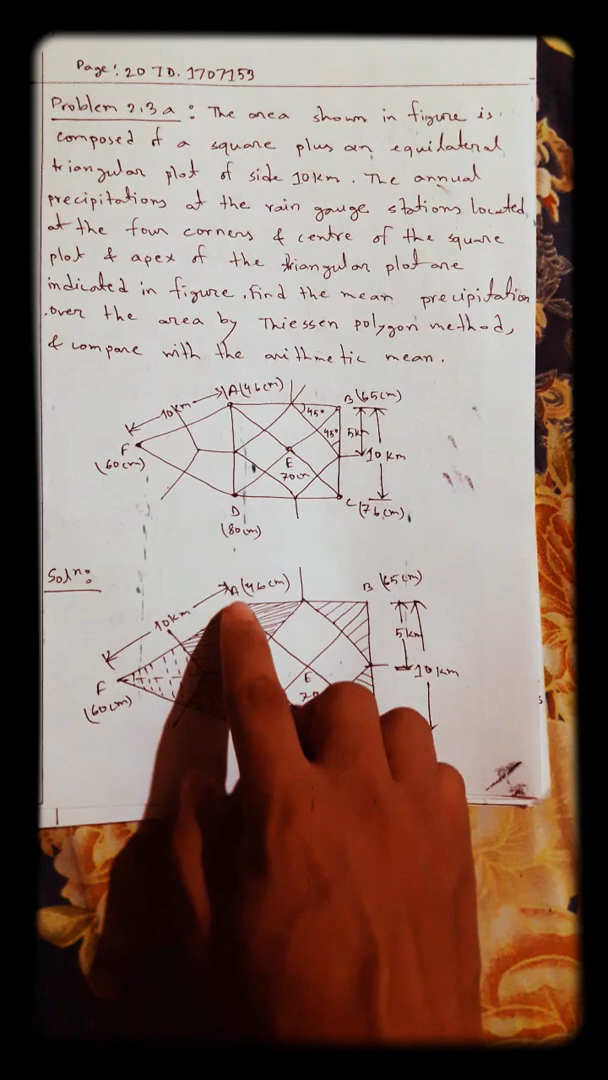 Page: 20 ID. 1707153
Problem 2.3a: The area shown in figure is
composed of a square plus an equilateral
triangular plot of side 10km. The annual
precipitations at the rain gauge stations located
at the four corners & centre of the square
plot & apex of the triangular plot are
indicated in figure. find the mean precipitation
over the area by Thiessen polygon method,
& compare with the arithmetic mean.
10km
A(46cm)
B(65cm)
45°
45°
5km
10 km
F
(60cm)
E
70cm
D
(80cm)
C(76cm)
Soln:
A(46cm)
B (65cm)
10km
5km
10km
F
(60cm)
E